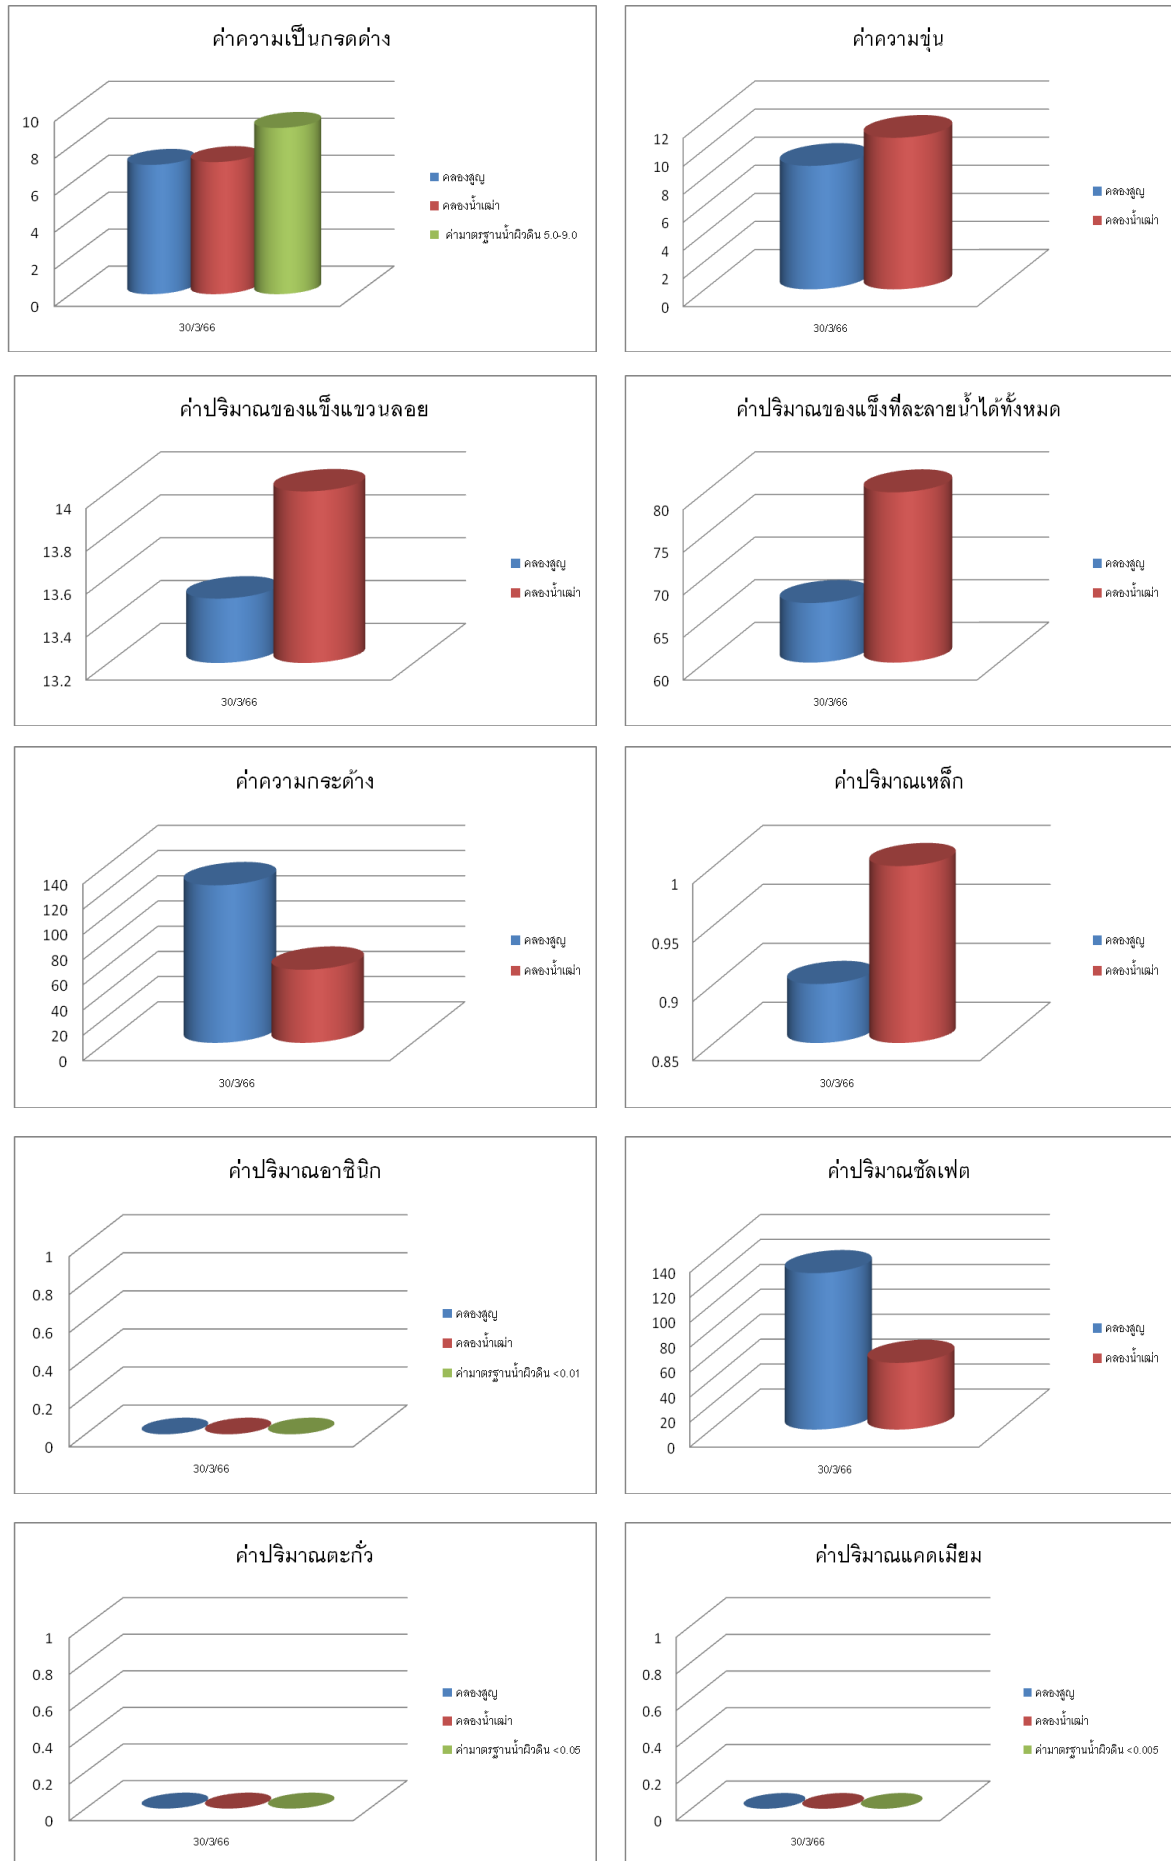 ค่าความเป็นกรดด่าง
10
8
6
4
2
0
30/3/66
คลองสูญ
คลองน้ำเฒ่า
ค่ามาตรฐานน้ำผิวดิน 5.0-9.0
ค่าความขุ่น
12
10
8
6
4
2
0
30/3/66
คลองสูญ
คลองน้ำเฒ่า
ค่าปริมาณของแข็งแขวนลอย
14
13.8
13.6
13.4
13.2
30/3/66
คลองสูญ
คลองน้ำเฒ่า
ค่าปริมาณของแข็งที่ละลายน้ำได้ทั้งหมด
80
75
70
65
60
30/3/66
คลองสูญ
คลองน้ำเฒ่า
ค่าความกระด้าง
140
120
100
80
60
40
20
0
30/3/66
คลองสูญ
คลองน้ำเฒ่า
ค่าปริมาณเหล็ก
1
0.95
0.9
0.85
30/3/66
คลองสูญ
คลองน้ำเฒ่า
ค่าปริมาณอาซินิก
1
0.8
0.6
0.4
0.2
0
30/3/66
คลองสูญ
คลองน้ำเฒ่า
ค่ามาตรฐานน้ำผิวดิน <0.01
ค่าปริมาณซัลเฟต
140
120
100
80
60
40
20
0
30/3/66
คลองสูญ
คลองน้ำเฒ่า
ค่าปริมาณตะกั่ว
1
0.8
0.6
0.4
0.2
0
30/3/66
คลองสูญ
คลองน้ำเฒ่า
ค่ามาตรฐานน้ำผิวดิน <0.05
ค่าปริมาณแคดเมียม
1
0.8
0.6
0.4
0.2
0
30/3/66
คลองสูญ
คลองน้ำเฒ่า
ค่ามาตรฐานน้ำผิวดิน <0.005